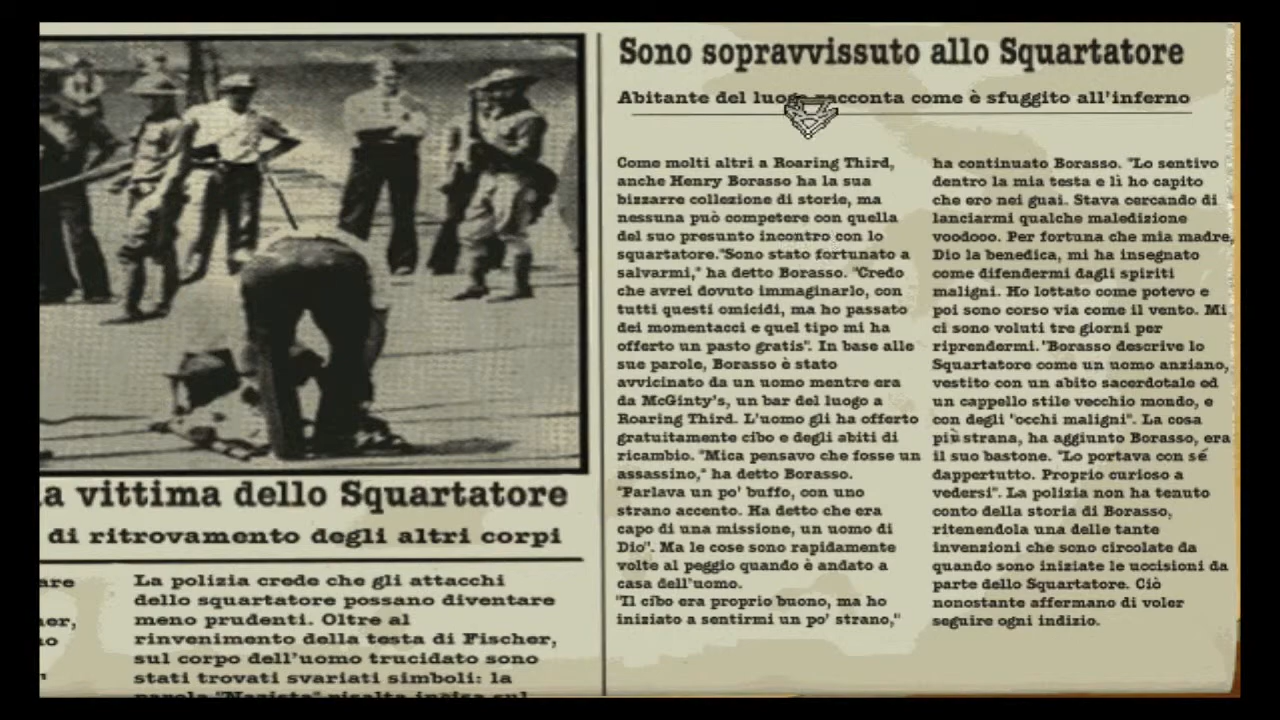 a vittima dello Squartatore
di ritrovamento degli altri corpi
are
er,
no
La polizia crede che gli attacchi
dello squartatore possano diventare
meno prudenti. Oltre al
rinvenimento della testa di Fischer,
sul corpo dell'uomo trucidato sono
stati trovati svariati simboli: la
parola "Nazista" risalta incisa sul
Sono sopravvissuto allo Squartatore
Abitante del luogo racconta come è sfuggito all'inferno
Come molti altri a Roaring Third,
anche Henry Borasso ha la sua
bizzarre collezione di storie, ma
nessuna può competere con quella
del suo presunto incontro con lo
squartatore."Sono stato fortunato a
salvarmi," ha detto Borasso. "Credo
che avrei dovuto immaginarlo, con
tutti questi omicidi, ma ho passato
dei momentacci e quel tipo mi ha
offerto un pasto gratis". In base alle
sue parole, Borasso è stato
avvicinato da un uomo mentre era
da McGinty's, un bar del luogo a
Roaring Third. L'uomo gli ha offerto
gratuitamente cibo e degli abiti di
ricambio. "Mica pensavo che fosse un
assassino," ha detto Borasso.
"Parlava un po' buffo, con uno
strano accento. Ha detto che era
capo di una missione, un uomo di
Dio". Ma le cose sono rapidamente
volte al peggio quando è andato a
casa dell'uomo.
"Il cibo era proprio buono, ma ho
iniziato a sentirmi un po' strano,"
ha continuato Borasso. "Lo sentivo
dentro la mia testa e lì ho capito
che ero nei guai. Stava cercando di
lanciarmi qualche maledizione
voodooo. Per fortuna che mia madre,
Dio la benedica, mi ha insegnato
come difendermi dagli spiriti
maligni. Ho lottato come potevo e
poi sono corso via come il vento. Mi
ci sono voluti tre giorni per
riprendermi."Borasso descrive lo
Squartatore come un uomo anziano,
vestito con un abito sacerdotale ed
un cappello stile vecchio mondo, e
con degli "occhi maligni". La cosa
più strana, ha aggiunto Borasso, era
il suo bastone. "Lo portava con sé
dappertutto. Proprio curioso a
vedersi". La polizia non ha tenuto
conto della storia di Borasso,
ritenendola una delle tante
invenzioni che sono circolate da
quando sono iniziate le uccisioni da
parte dello Squartatore. Ciò
nonostante affermano di voler
seguire ogni indizio.